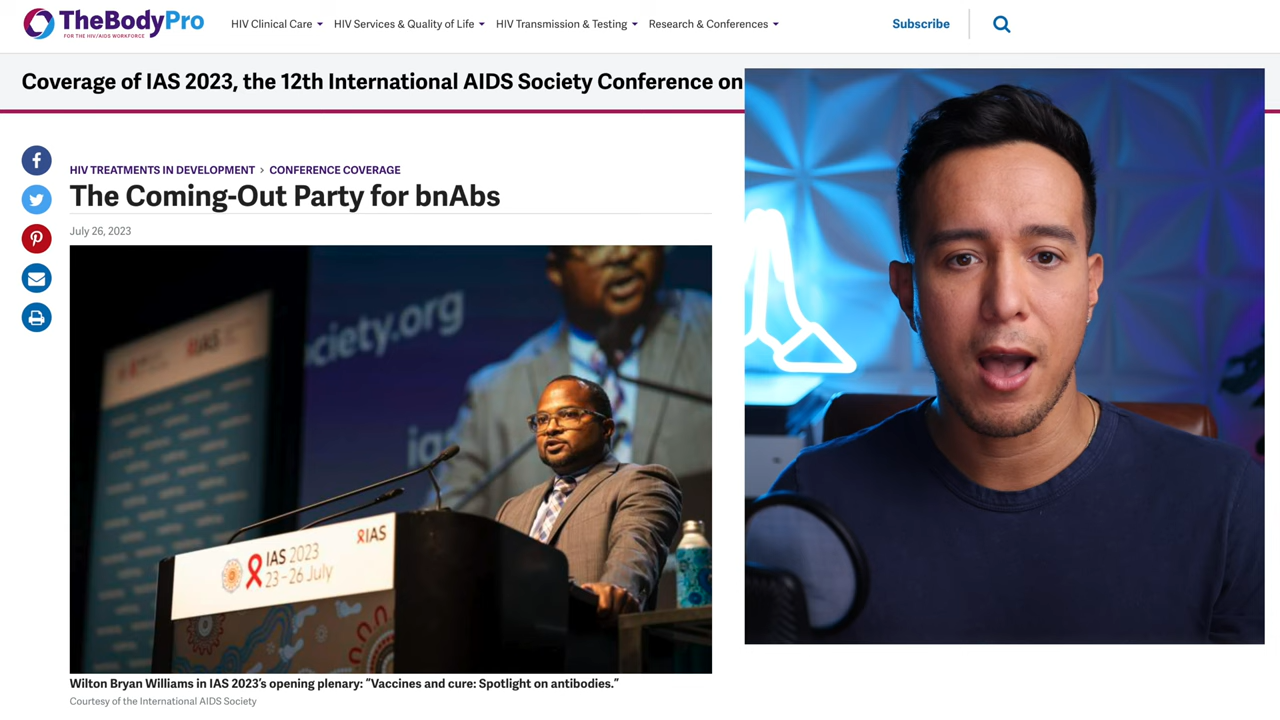 TheBodyPro
FOR THE HIV/AIDS WORKFORCE
HIV Clinical Care
HIV Services & Quality of Life
HIV Transmission & Testing
Research & Conferences
Subscribe
Coverage of IAS 2023, the 12th International AIDS Society Conference on
HIV TREATMENTS IN DEVELOPMENT > CONFERENCE COVERAGE
The Coming-Out Party for bnAbs
July 26, 2023
ciety.org
ias
IAS
IAS
IAS 2023
23–26 July
Wilton Bryan Williams in IAS 2023's opening plenary: “Vaccines and cure: Spotlight on antibodies.”
Courtesy of the International AIDS Society